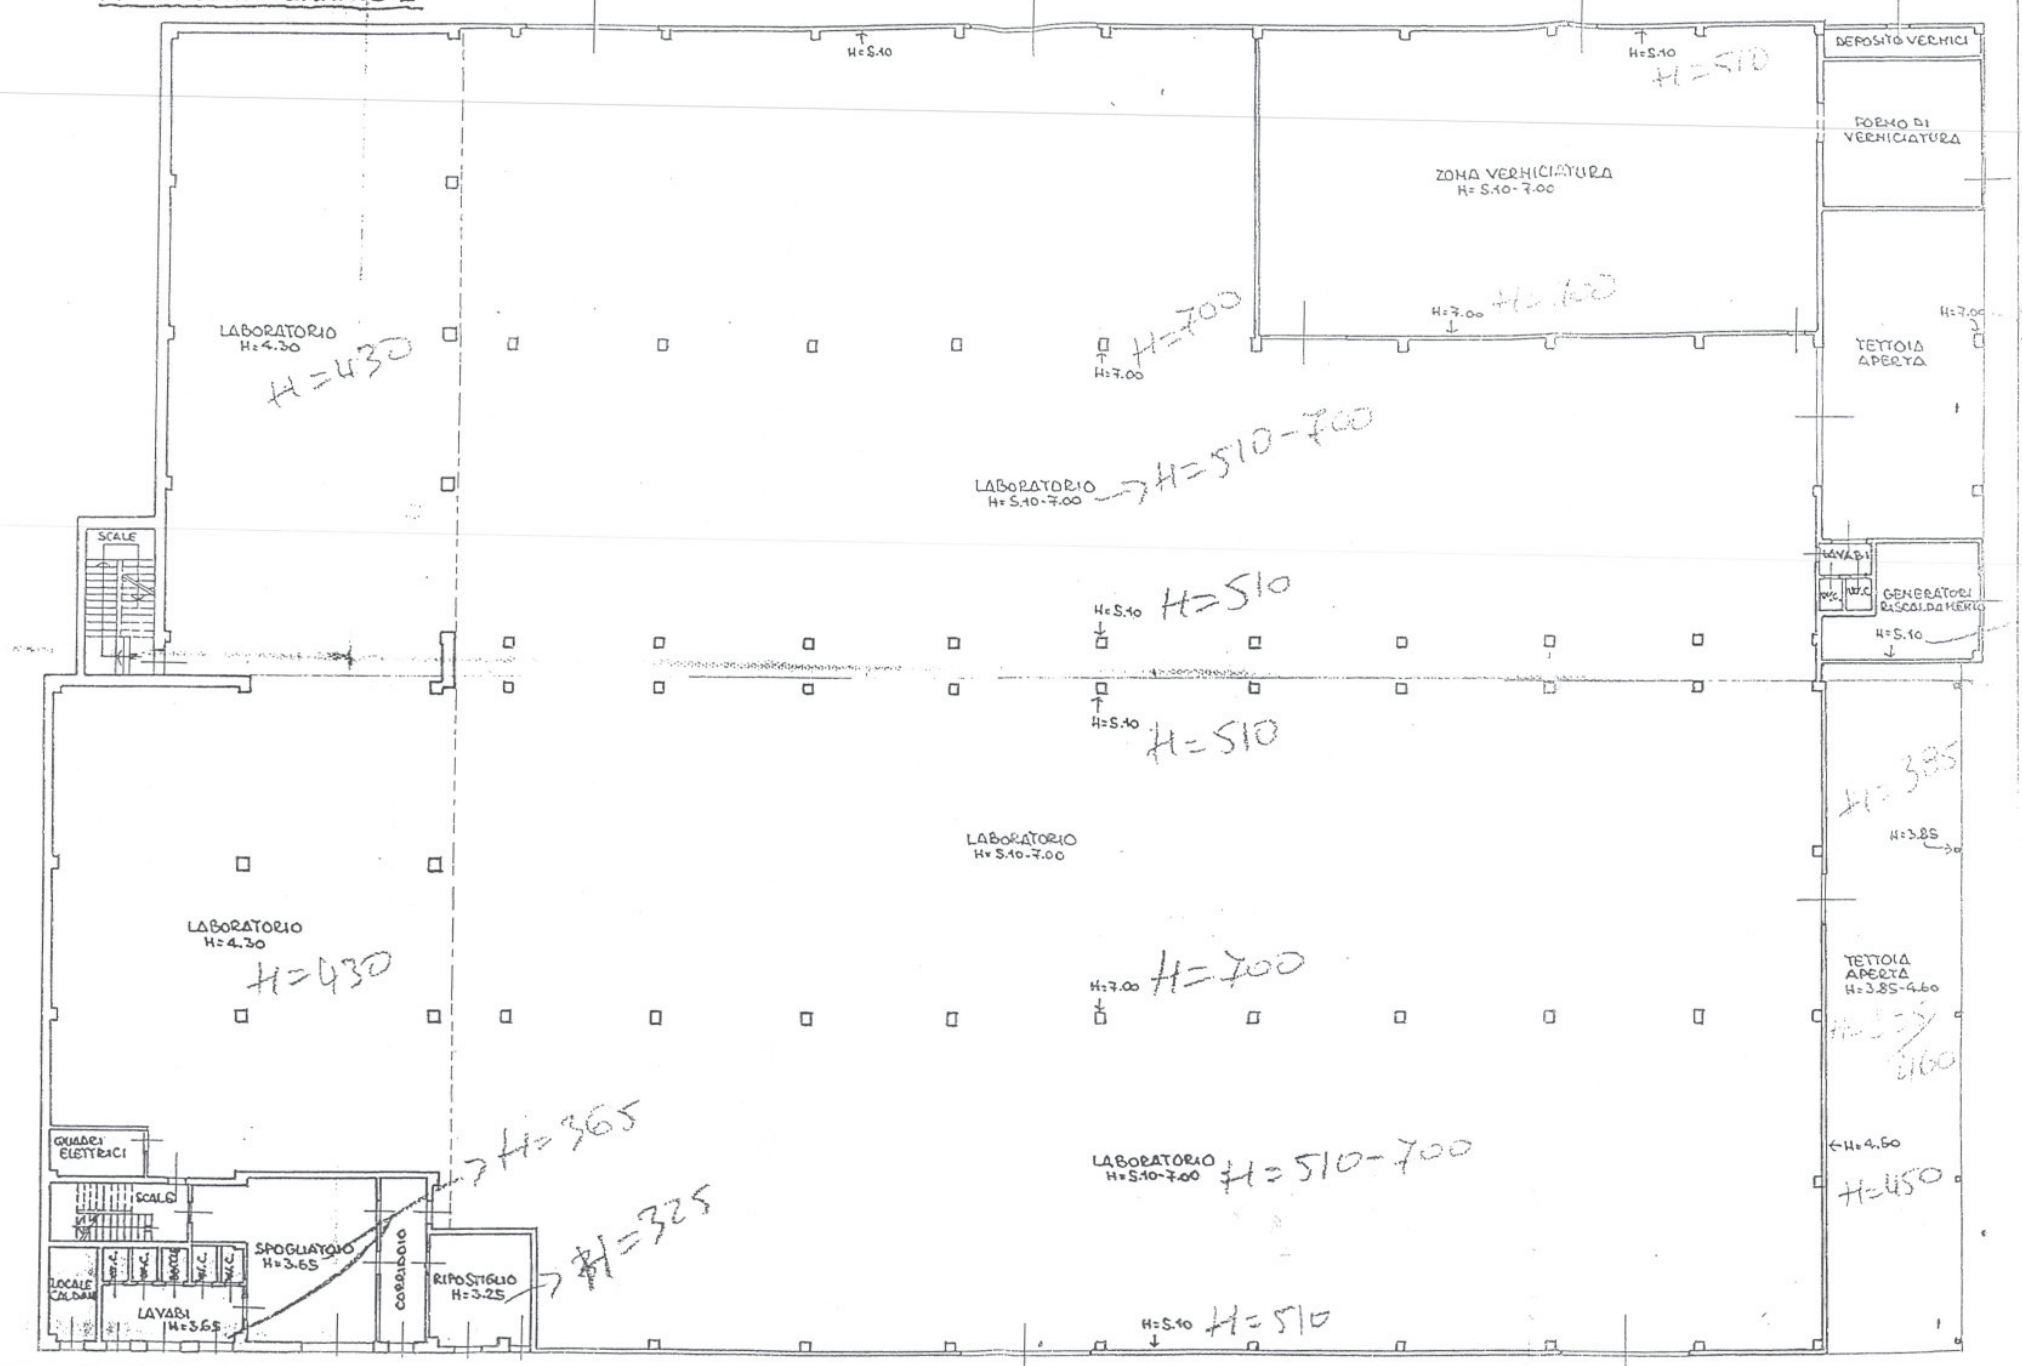 H=5.10
H=5.10
H=510
DEPOSITO VERNICI
FORNO DI
VERNICIATURA
ZONA VERNICIATURA
H=5.10-7.00
H=7.00
H=7.00
LABORATORIO
H=4.30
H=430
H=700
H=7.00
TETTOIA
APERTA
LABORATORIO
H=5.10-7.00
H=510-700
SCALE
LAVABI
W.C.
W.C.
GENERATORI
RISCALDAMENTO
H=5.10
H=5.10
H=510
H=5.10
H=510
H=385
H=3.85
LABORATORIO
H=5.10-7.00
LABORATORIO
H=4.30
H=430
H=7.00
H=700
TETTOIA
APERTA
H=3.85-4.60
460
QUADRI
ELETTRICI
H=365
H=4.60
H=450
LABORATORIO
H=5.10-7.00
H=510-700
SCALE
SPOGLIATOIO
H=3.65
CORRIDOIO
RIPOSTIGLIO
H=3.25
H=325
W.C.
W.C.
DOCCE
W.C.
W.C.
LOCALE
CALDAIA
LAVABI
H=3.65
H=5.10
H=510